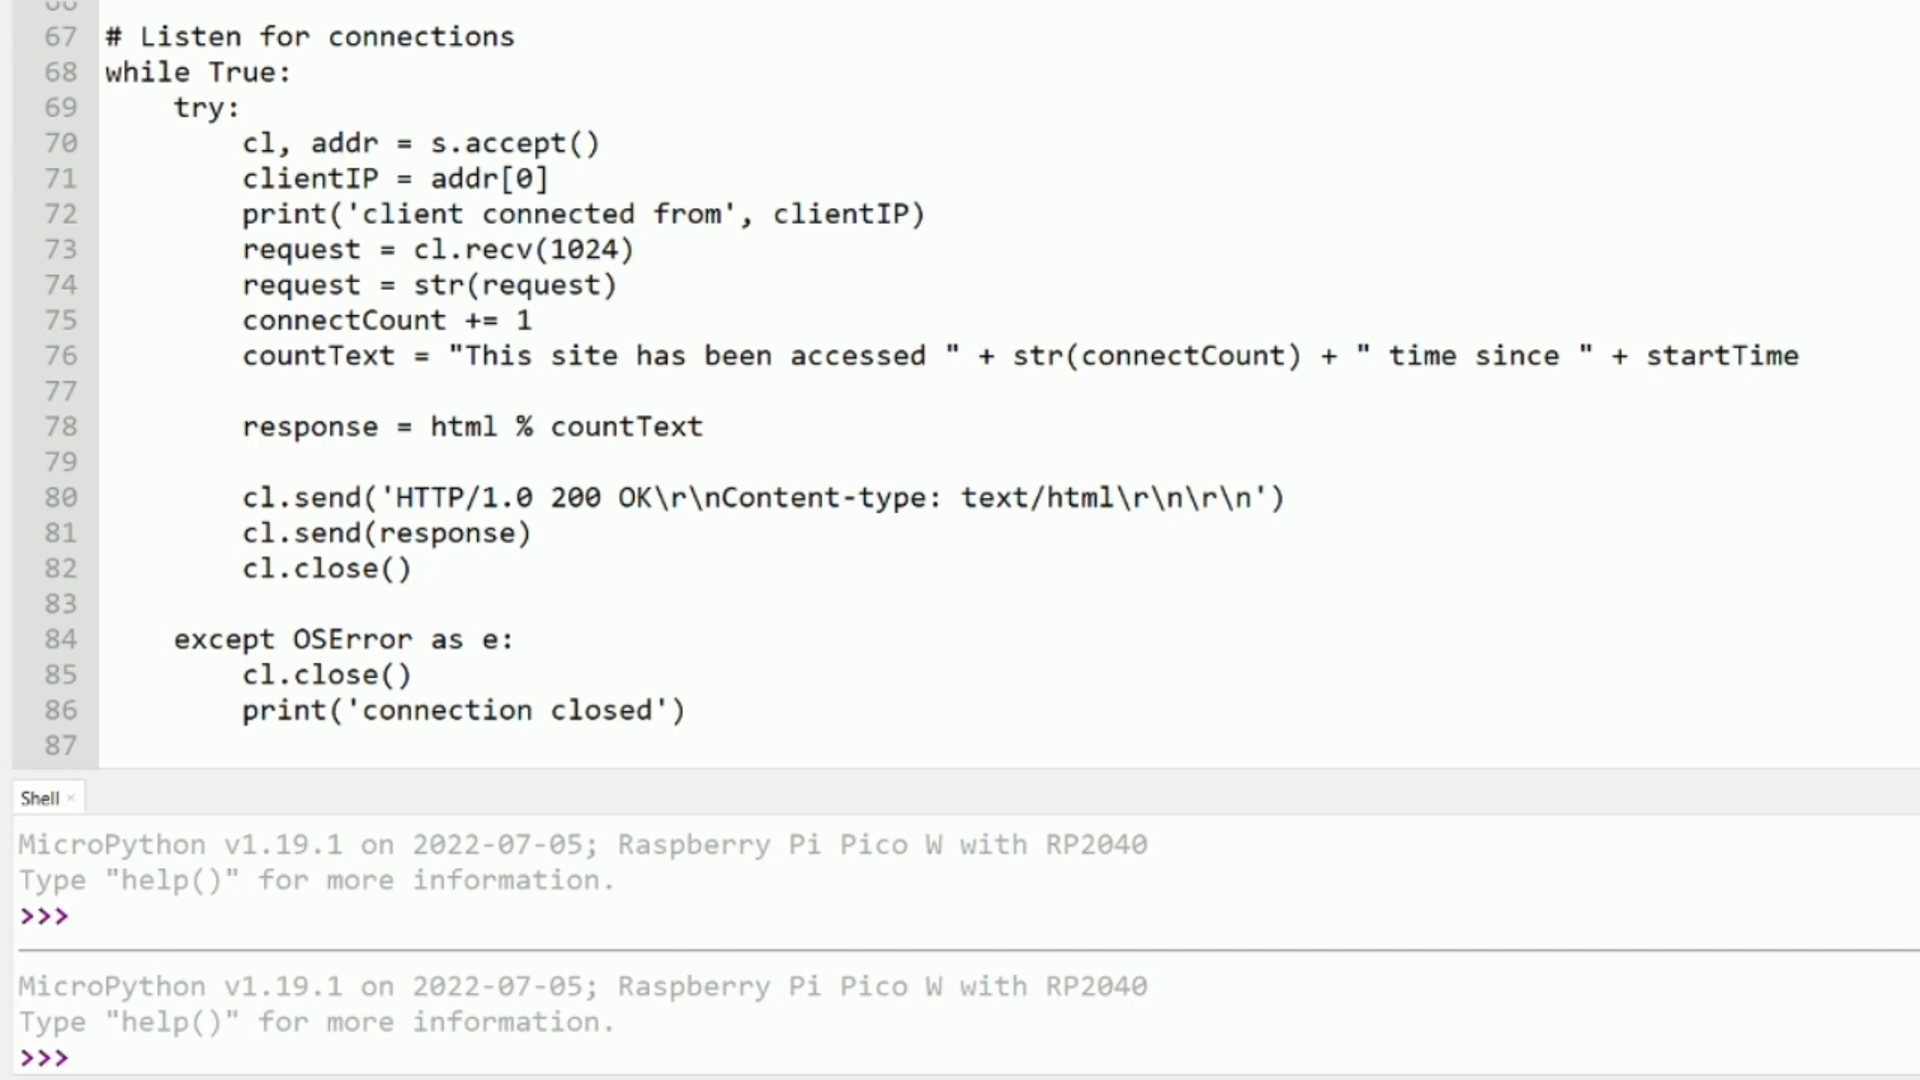 67 # Listen for connections
68 while True:
69 try:
70 cl, addr = s.accept()
71 clientIP = addr[0]
72 print('client connected from', clientIP)
73 request = cl.recv(1024)
74 request = str(request)
75 connectCount += 1
76 countText = "This site has been accessed " + str(connectCount) + " time since " + startTime
77
78 response = html % countText
79
80 cl.send('HTTP/1.0 200 OK\r\nContent-type: text/html\r\n\r\n')
81 cl.send(response)
82 cl.close()
83
84 except OSError as e:
85 cl.close()
86 print('connection closed')
87
Shell ×
MicroPython v1.19.1 on 2022-07-05; Raspberry Pi Pico W with RP2040
Type "help()" for more information.
>>>
MicroPython v1.19.1 on 2022-07-05; Raspberry Pi Pico W with RP2040
Type "help()" for more information.
>>>